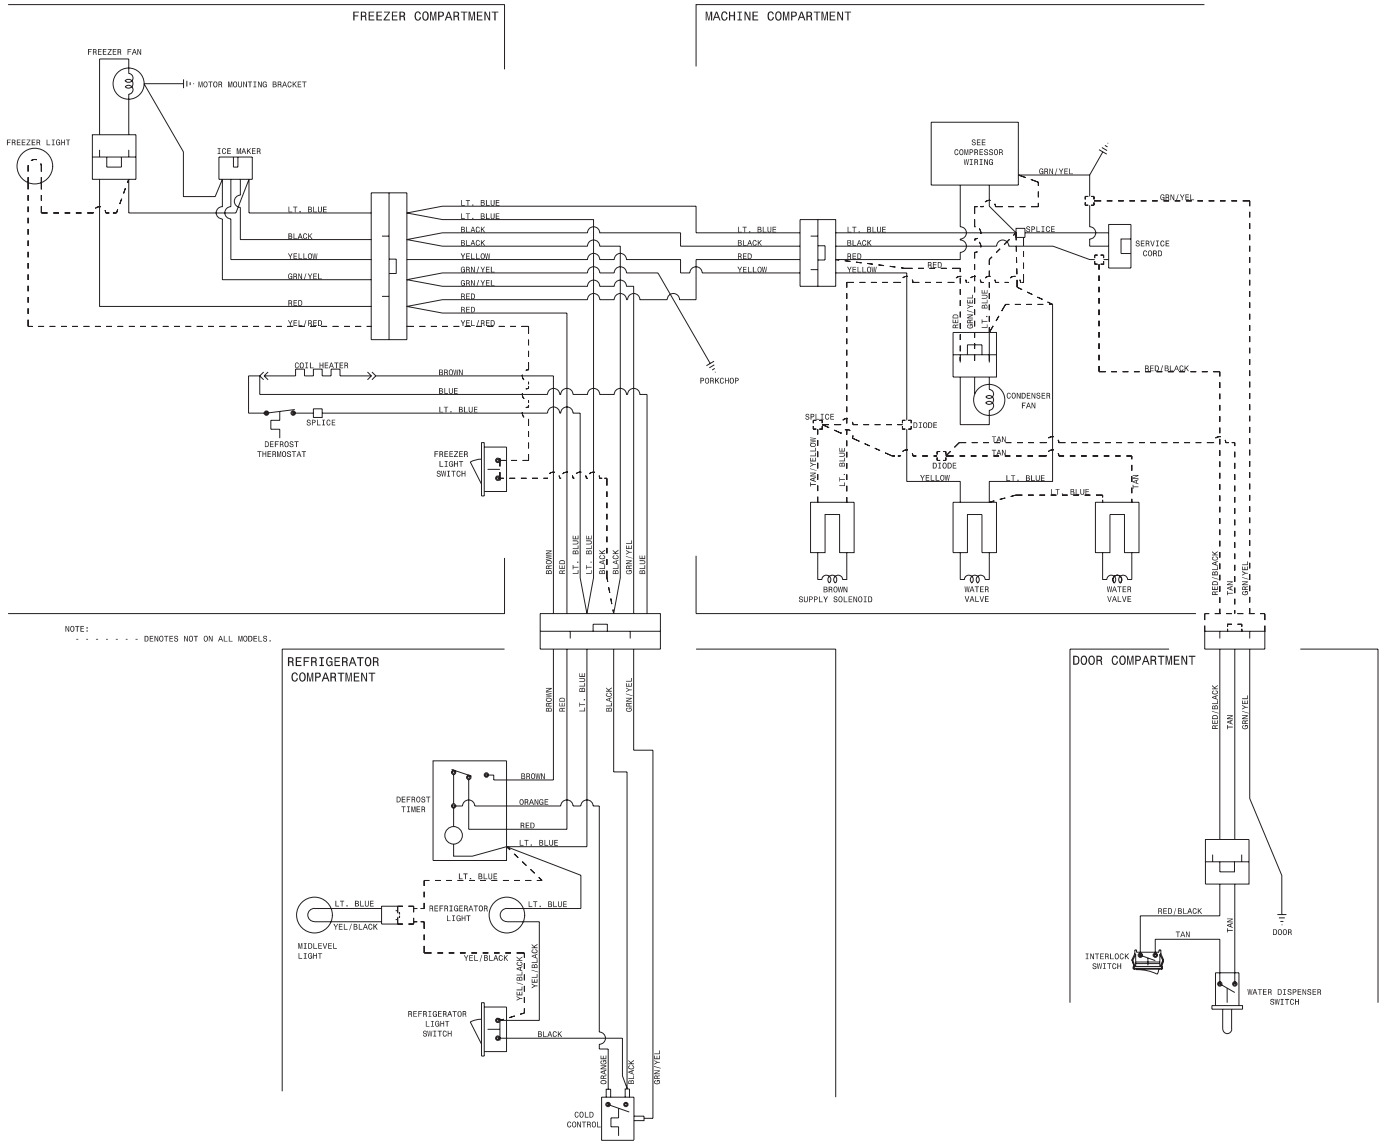 FREEZER COMPARTMENT
MACHINE COMPARTMENT
FREEZER FAN
MOTOR MOUNTING BRACKET
FREEZER LIGHT
ICE MAKER
SEE
COMPRESSOR
WIRING
GRN/YEL
GRN/YEL
LT. BLUE
BLACK
YELLOW
GRN/YEL
RED
YEL/RED
LT. BLUE
LT. BLUE
BLACK
BLACK
YELLOW
GRN/YEL
GRN/YEL
RED
RED
YEL/RED
LT. BLUE
BLACK
RED
YELLOW
LT. BLUE
BLACK
RED
YELLOW
RED
SPLICE
SERVICE
CORD
RED
GRN/YEL
LT. BLUE
PORKCHOP
COIL HEATER
BROWN
BLUE
LT. BLUE
SPLICE
DEFROST
THERMOSTAT
FREEZER
LIGHT
SWITCH
CONDENSER
FAN
RED/BLACK
SPLICE
DIODE
TAN
DIODE
TAN
TAN/YELLOW
LT. BLUE
YELLOW
LT. BLUE
LT. BLUE
TAN
BROWN
SUPPLY SOLENOID
WATER
VALVE
WATER
VALVE
BROWN
RED
LT. BLUE
LT. BLUE
BLACK
BLACK
GRN/YEL
BLUE
RED/BLACK
TAN
GRN/YEL
NOTE:
- - - - - - - DENOTES NOT ON ALL MODELS.
REFRIGERATOR
COMPARTMENT
DOOR COMPARTMENT
BROWN
RED
LT. BLUE
BLACK
GRN/YEL
RED/BLACK
TAN
GRN/YEL
DEFROST
TIMER
BROWN
ORANGE
RED
LT. BLUE
LT. BLUE
LT. BLUE
YEL/BLACK
MIDLEVEL
LIGHT
REFRIGERATOR
LIGHT
LT. BLUE
YEL/BLACK
YEL/BLACK
YEL/BLACK
REFRIGERATOR
LIGHT
SWITCH
BLACK
ORANGE
BLACK
GRN/YEL
COLD
CONTROL
RED/BLACK
TAN
TAN
DOOR
INTERLOCK
SWITCH
WATER DISPENSER
SWITCH